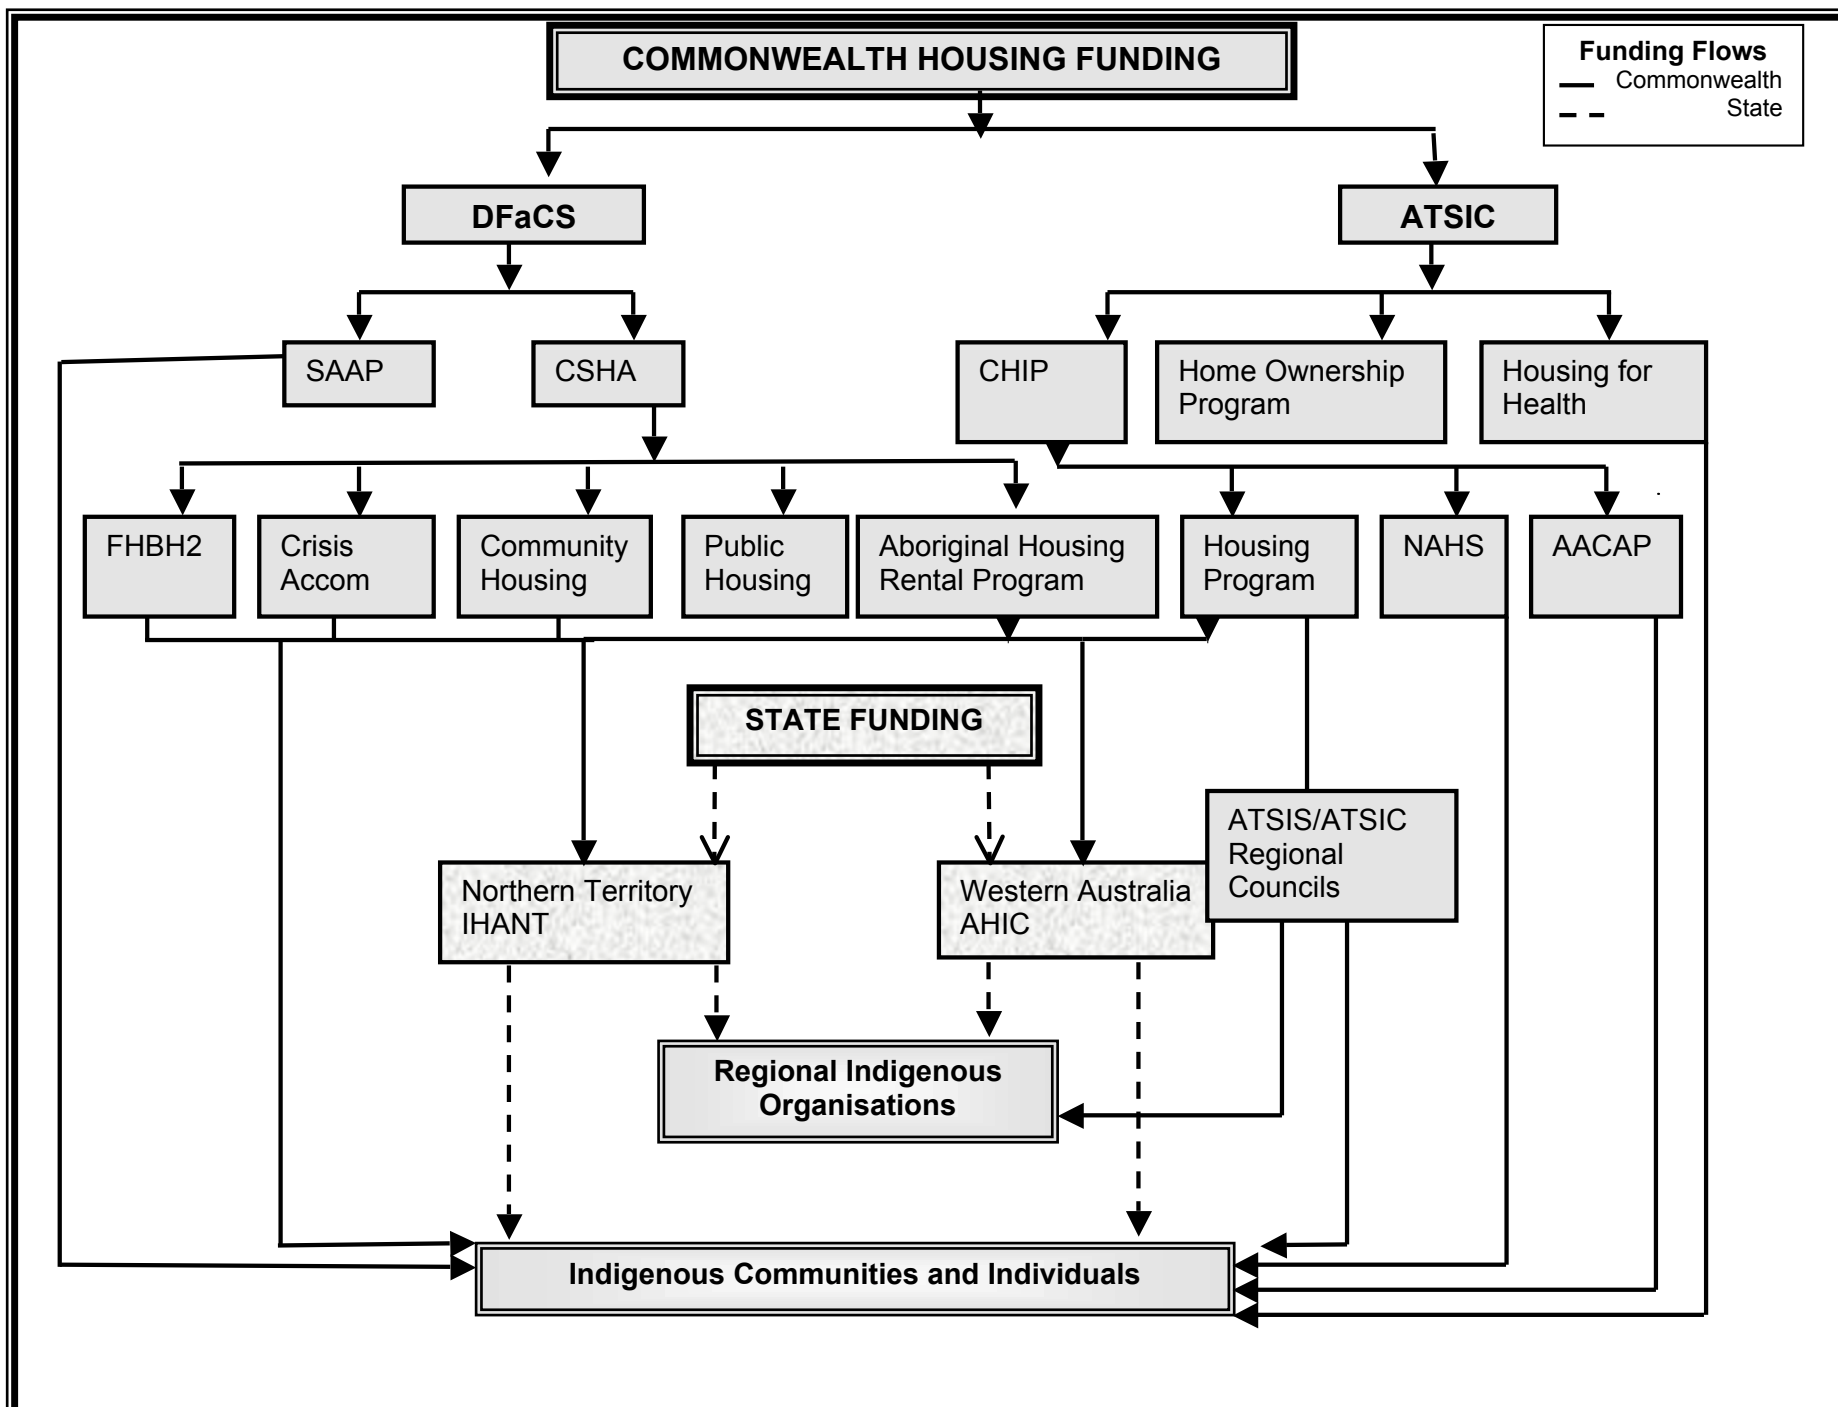 COMMONWEALTH HOUSING FUNDING
Funding Flows
Commonwealth
State
DFaCS
ATSIC
SAAP
CSHA
CHIP
Home Ownership
Program
Housing for
Health
FHBH2
Crisis
Accom
Community
Housing
Public
Housing
Aboriginal Housing
Rental Program
Housing
Program
NAHS
AACAP
STATE FUNDING
ATSIS/ATSIC
Regional
Councils
Northern Territory
IHANT
Western Australia
AHIC
Regional Indigenous
Organisations
Indigenous Communities and Individuals